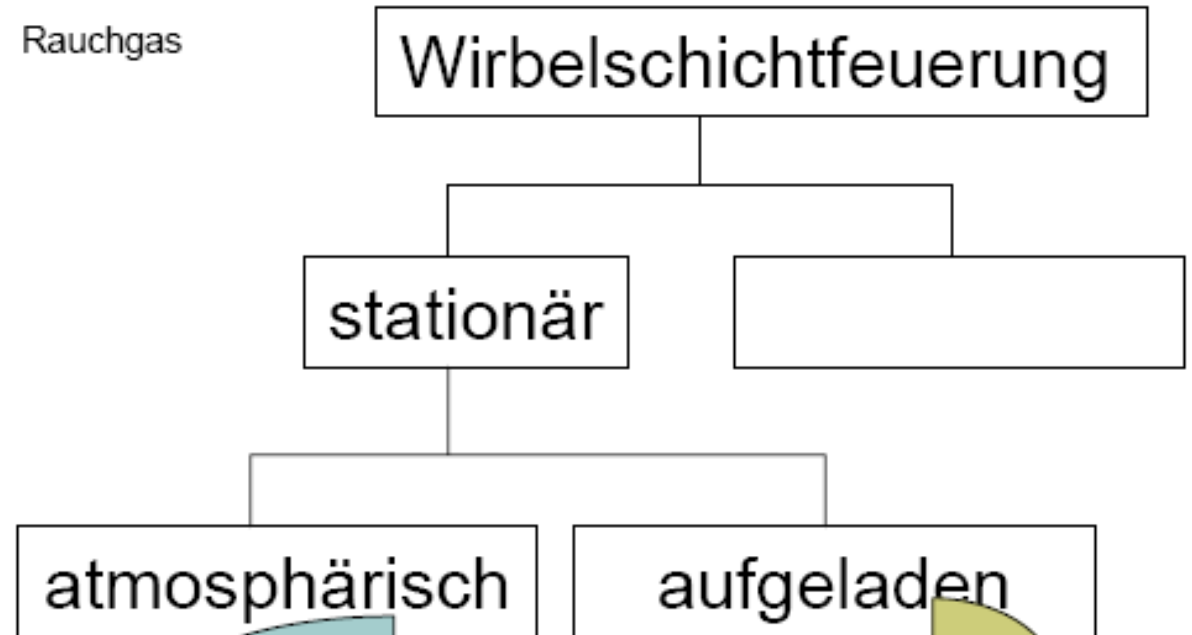 Rauchgas
Wirbelschichtfeuerung
stationär
atmosphärisch
aufgeladen